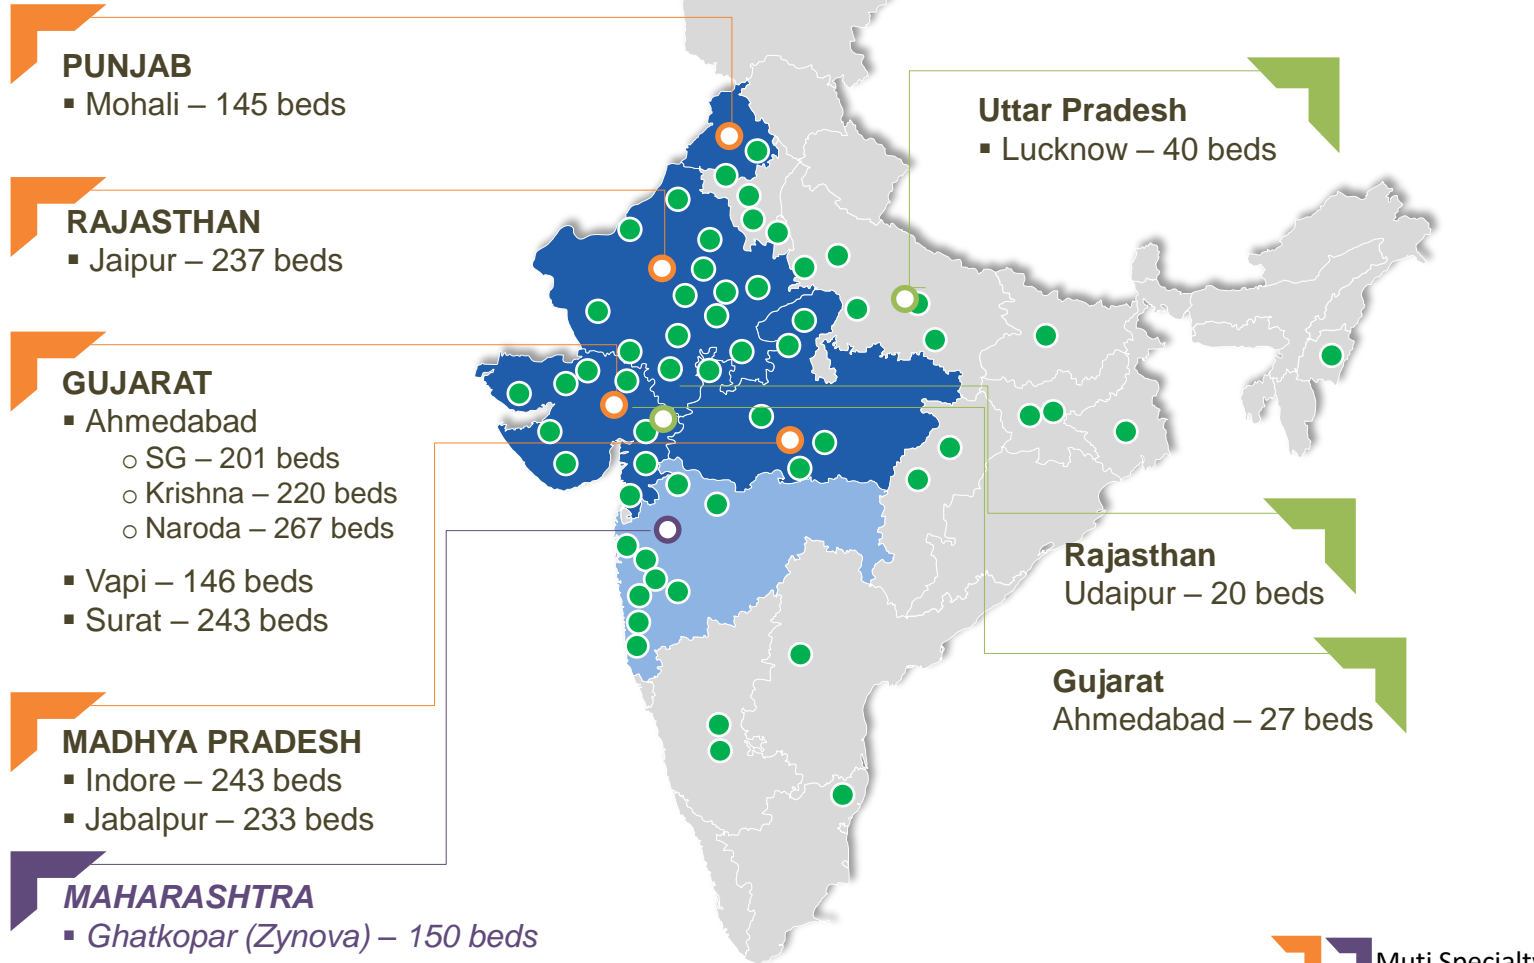 PUNJAB
▪ Mohali – 145 beds
RAJASTHAN
▪ Jaipur – 237 beds
GUJARAT
▪ Ahmedabad
○ SG – 201 beds
○ Krishna – 220 beds
○ Naroda – 267 beds
▪ Vapi – 146 beds
▪ Surat – 243 beds
MADHYA PRADESH
▪ Indore – 243 beds
▪ Jabalpur – 233 beds
MAHARASHTRA
▪ Ghatkopar (Zynova) – 150 beds
Uttar Pradesh
▪ Lucknow – 40 beds
Rajasthan
Udaipur – 20 beds
Gujarat
Ahmedabad – 27 beds
Muti Specialty